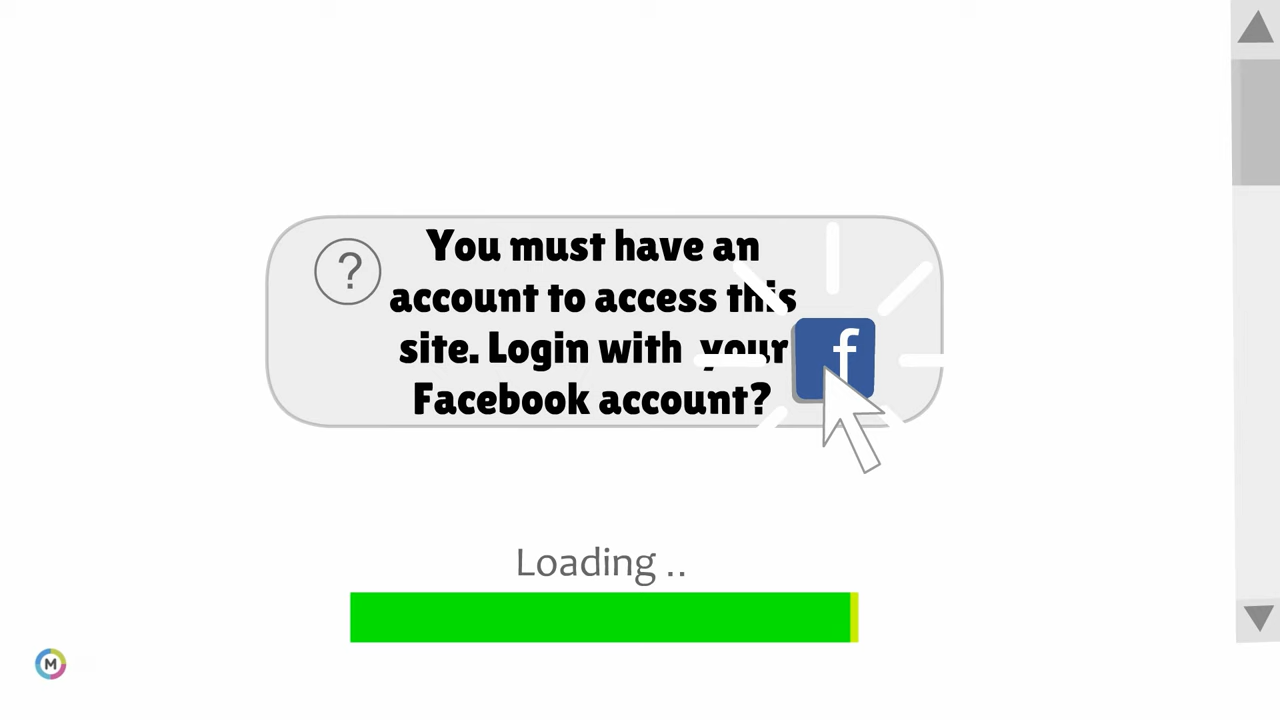 ?
You must have an
account to access this
site. Login with your
Facebook account?
f
Loading ..
M